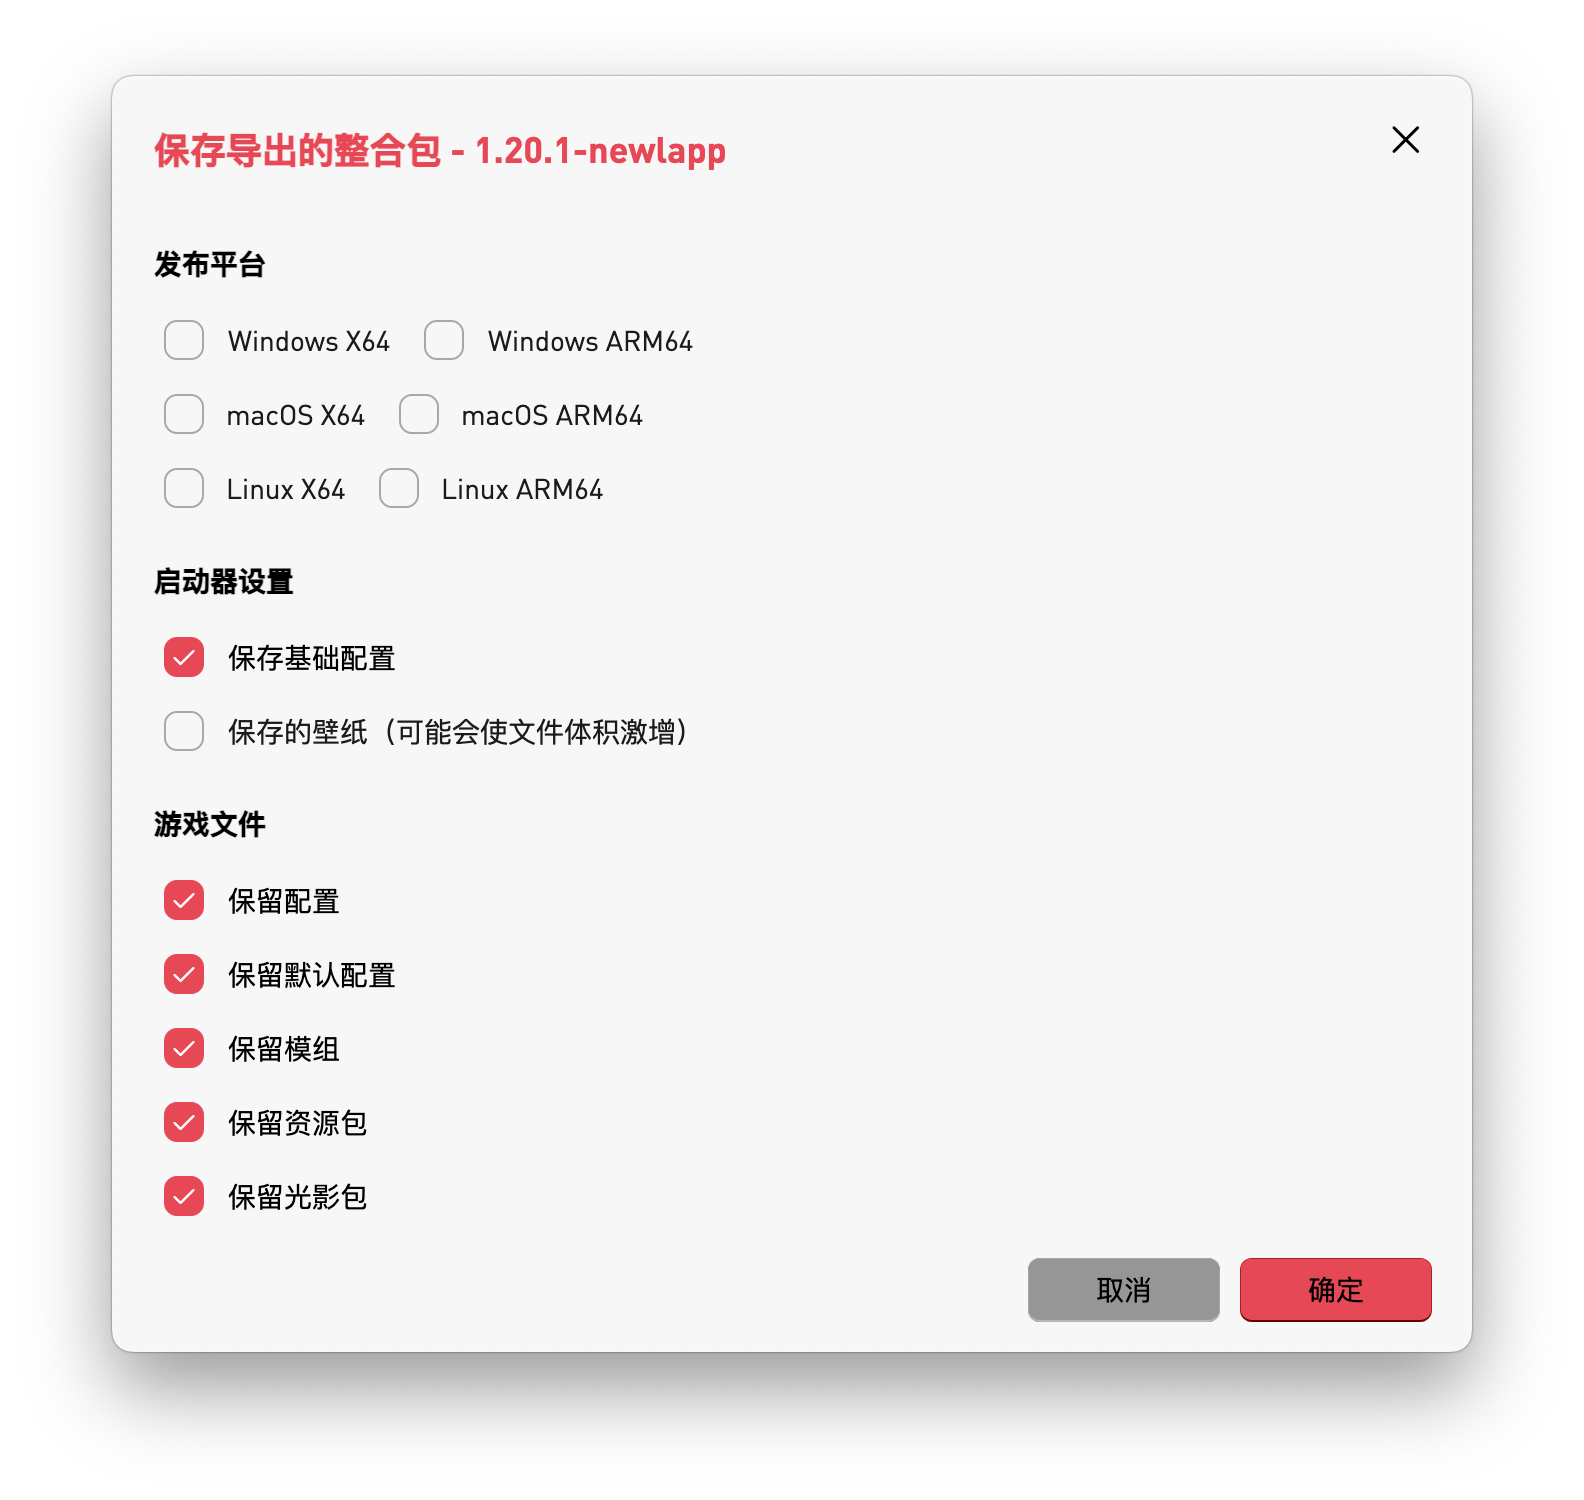 保存导出的整合包 - 1.20.1-newlapp
发布平台
Windows X64 Windows ARM64
macOS X64 macOS ARM64
Linux X64 Linux ARM64
启动器设置
保存基础配置
保存的壁纸（可能会使文件体积激增）
游戏文件
保留配置
保留默认配置
保留模组
保留资源包
保留光影包
取消 确定